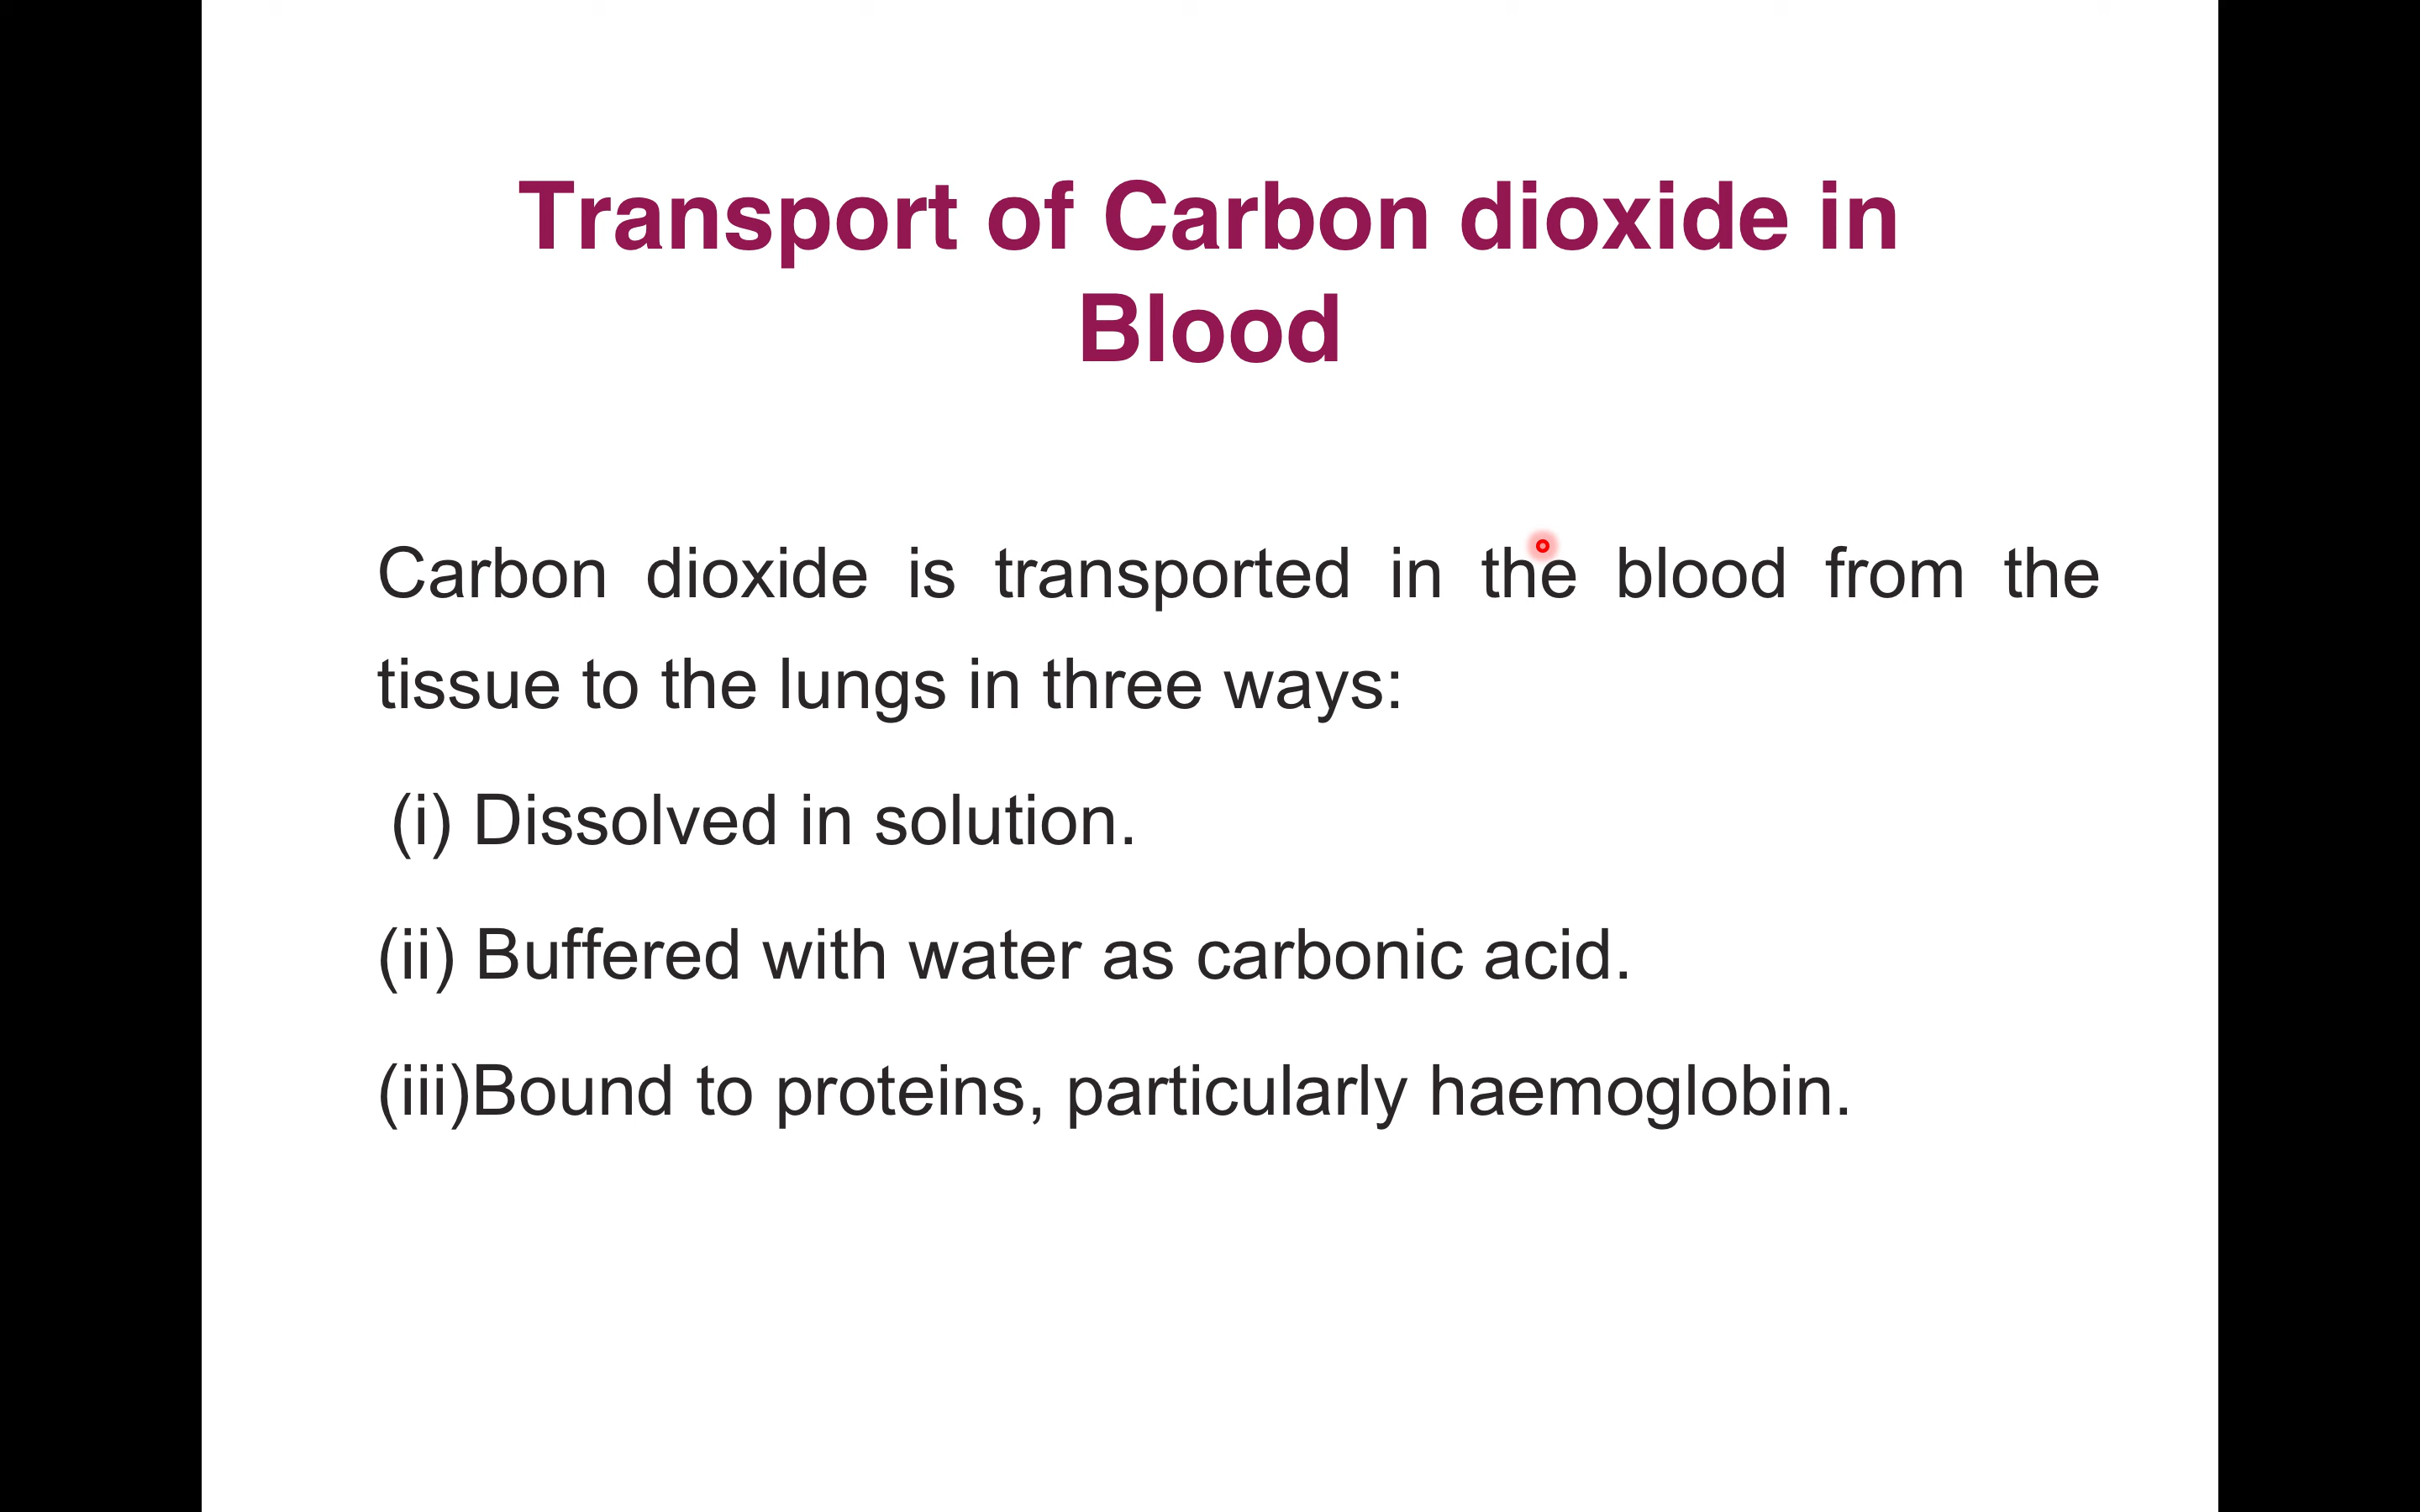 Transport of Carbon dioxide in
Blood
Carbon dioxide is transported in the blood from the
tissue to the lungs in three ways:
(i) Dissolved in solution.
(ii) Buffered with water as carbonic acid.
(iii)Bound to proteins, particularly haemoglobin.